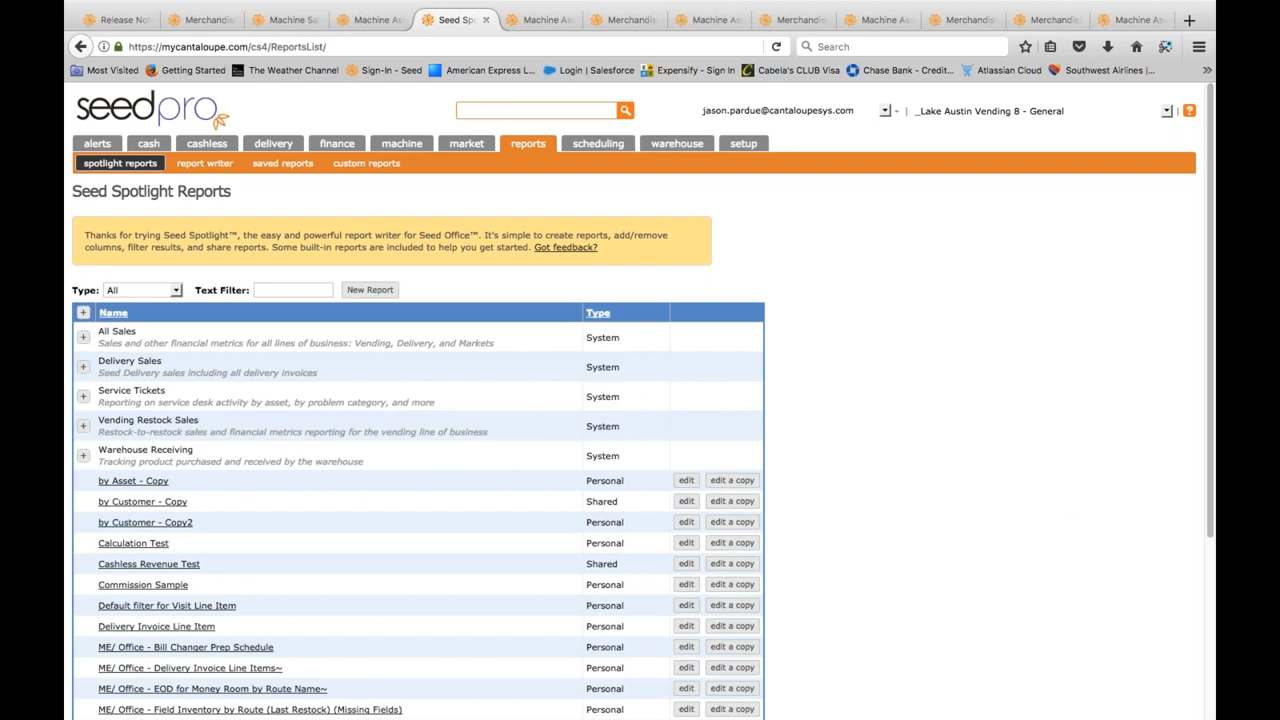 Release Not
Merchandis
Machine Sa
Machine As
Seed Spo
Machine As
Merchandis
Machine As
Merchandis
Machine As
Merchandis
Merchandis
Machine As
https://mycantaloupe.com/cs4/ReportsList/
Search
Most Visited
Getting Started
The Weather Channel
Sign-In - Seed
American Express L...
Login | Salesforce
Expensify - Sign In
Cabela's CLUB Visa
Chase Bank - Credit...
Atlassian Cloud
Southwest Airlines |...
seedpro
jason.pardue@cantaloupesys.com
_Lake Austin Vending 8 - General
alerts cash cashless delivery finance machine market reports scheduling warehouse setup
spotlight reports report writer saved reports custom reports
Seed Spotlight Reports
Thanks for trying Seed Spotlight™, the easy and powerful report writer for Seed Office™. It's simple to create reports, add/remove
columns, filter results, and share reports. Some built-in reports are included to help you get started. Got feedback?
Type: All Text Filter: New Report
Name Type
All Sales
Sales and other financial metrics for all lines of business: Vending, Delivery, and Markets
System
Delivery Sales
Seed Delivery sales including all delivery invoices
System
Service Tickets
Reporting on service desk activity by asset, by problem category, and more
System
Vending Restock Sales
Restock-to-restock sales and financial metrics reporting for the vending line of business
System
Warehouse Receiving
Tracking product purchased and received by the warehouse
System
by Asset - Copy Personal edit edit a copy
by Customer - Copy Shared edit edit a copy
by Customer - Copy2 Personal edit edit a copy
Calculation Test Personal edit edit a copy
Cashless Revenue Test Shared edit edit a copy
Commission Sample Personal edit edit a copy
Default filter for Visit Line Item Personal edit edit a copy
Delivery Invoice Line Item Personal edit edit a copy
ME/ Office - Bill Changer Prep Schedule Personal edit edit a copy
ME/ Office - Delivery Invoice Line Items~ Personal edit edit a copy
ME/ Office - EOD for Money Room by Route Name~ Personal edit edit a copy
ME/ Office - Field Inventory by Route (Last Restock) (Missing Fields) Personal edit edit a copy